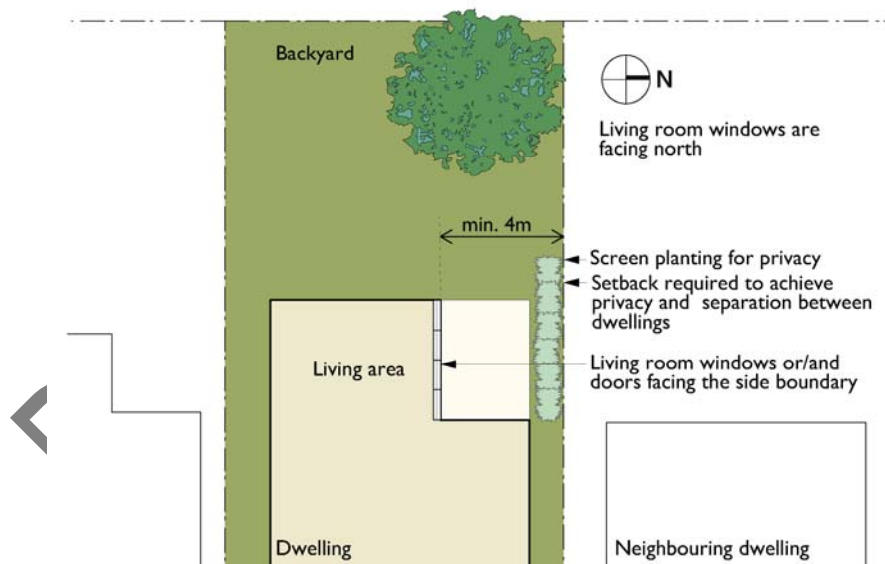 Backyard
N
Living room windows are
facing north
min. 4m
Screen planting for privacy
Setback required to achieve
privacy and separation between
dwellings
Living area
Living room windows or/and
doors facing the side boundary
Dwelling
Neighbouring dwelling